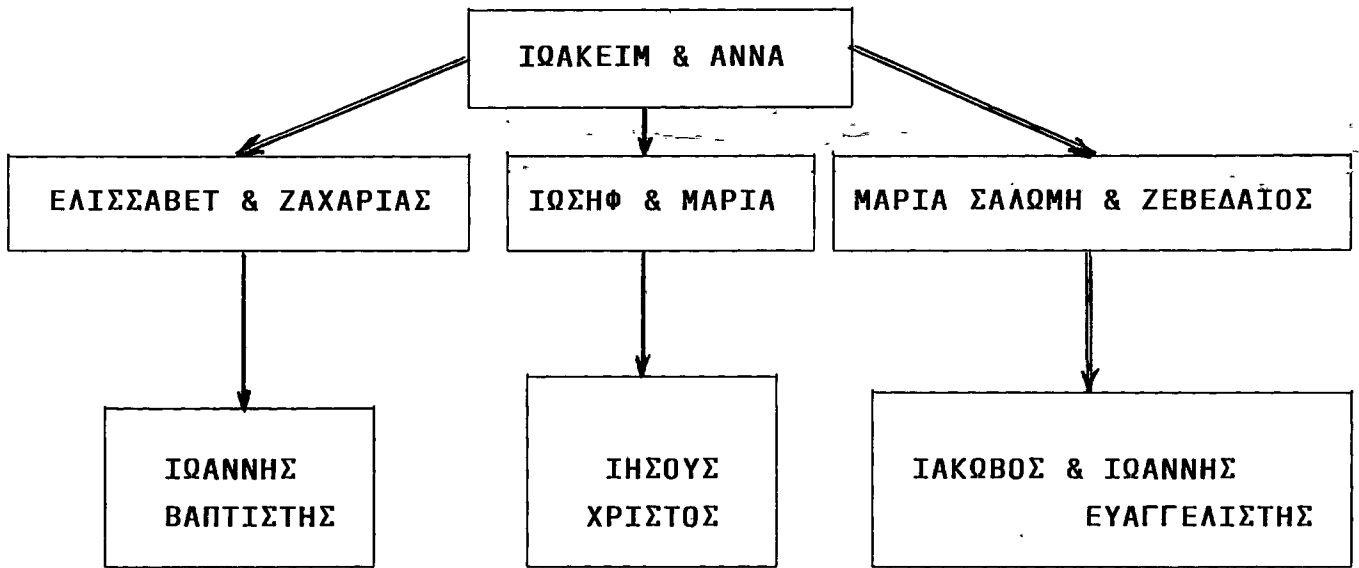 ΙΩΑΚΕΙΜ & ΑΝΝΑ
ΕΛΙΣΣΑΒΕΤ & ΖΑΧΑΡΙΑΣ
ΙΩΣΗΦ & ΜΑΡΙΑ
ΜΑΡΙΑ ΣΑΛΩΜΗ & ΖΕΒΕΔΑΙΟΣ
ΙΩΑΝΝΗΣ
ΒΑΠΤΙΣΤΗΣ
ΙΗΣΟΥΣ
ΧΡΙΣΤΟΣ
ΙΑΚΩΒΟΣ & ΙΩΑΝΝΗΣ
ΕΥΑΓΓΕΛΙΣΤΗΣ